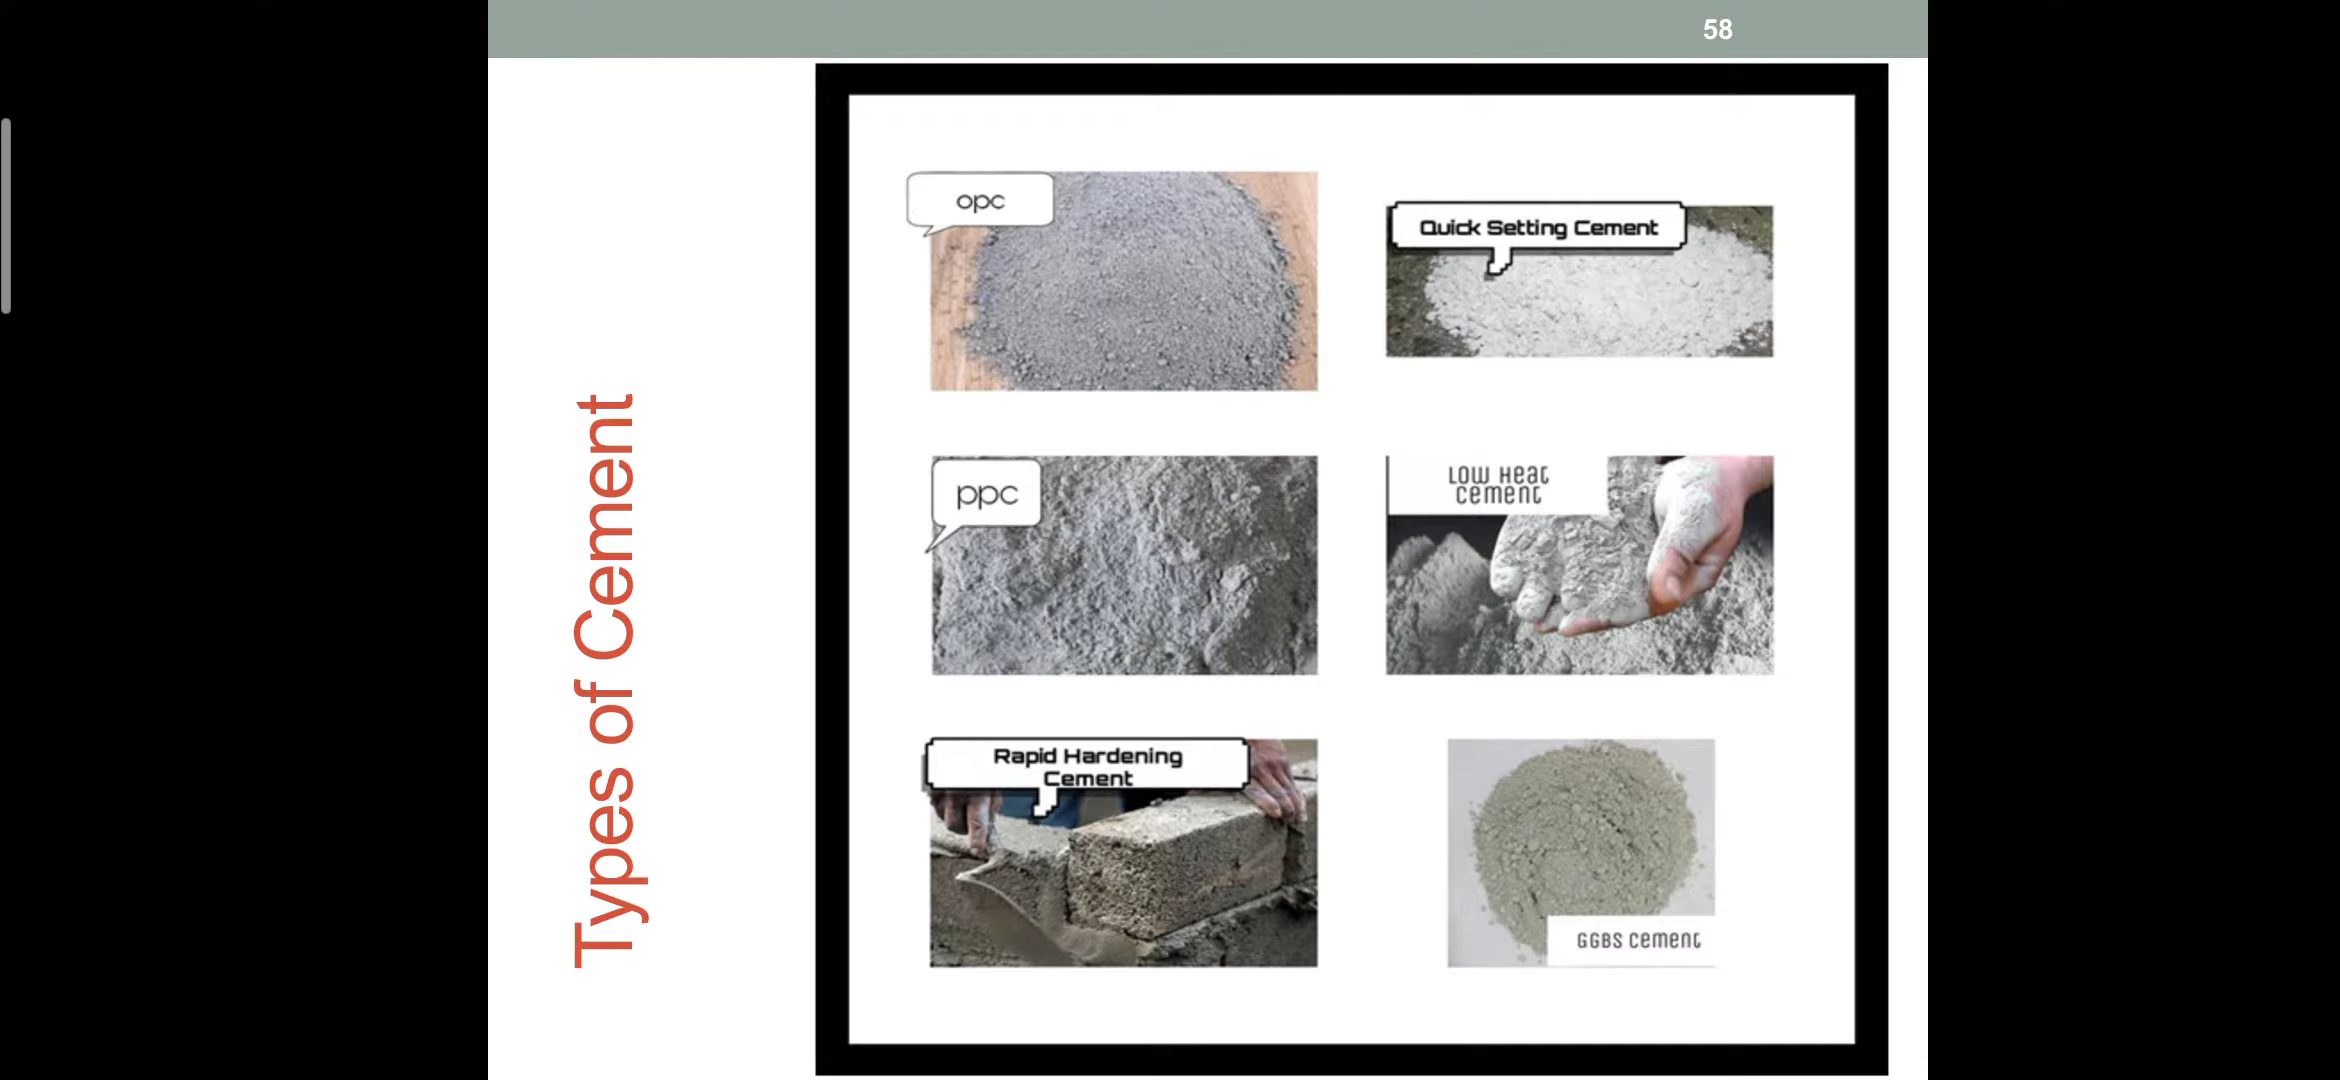 58
Types of Cement
opc
Quick Setting Cement
ppc
LOW HEAT
CEMENT
Rapid Hardening
Cement
GGBS CEMENT